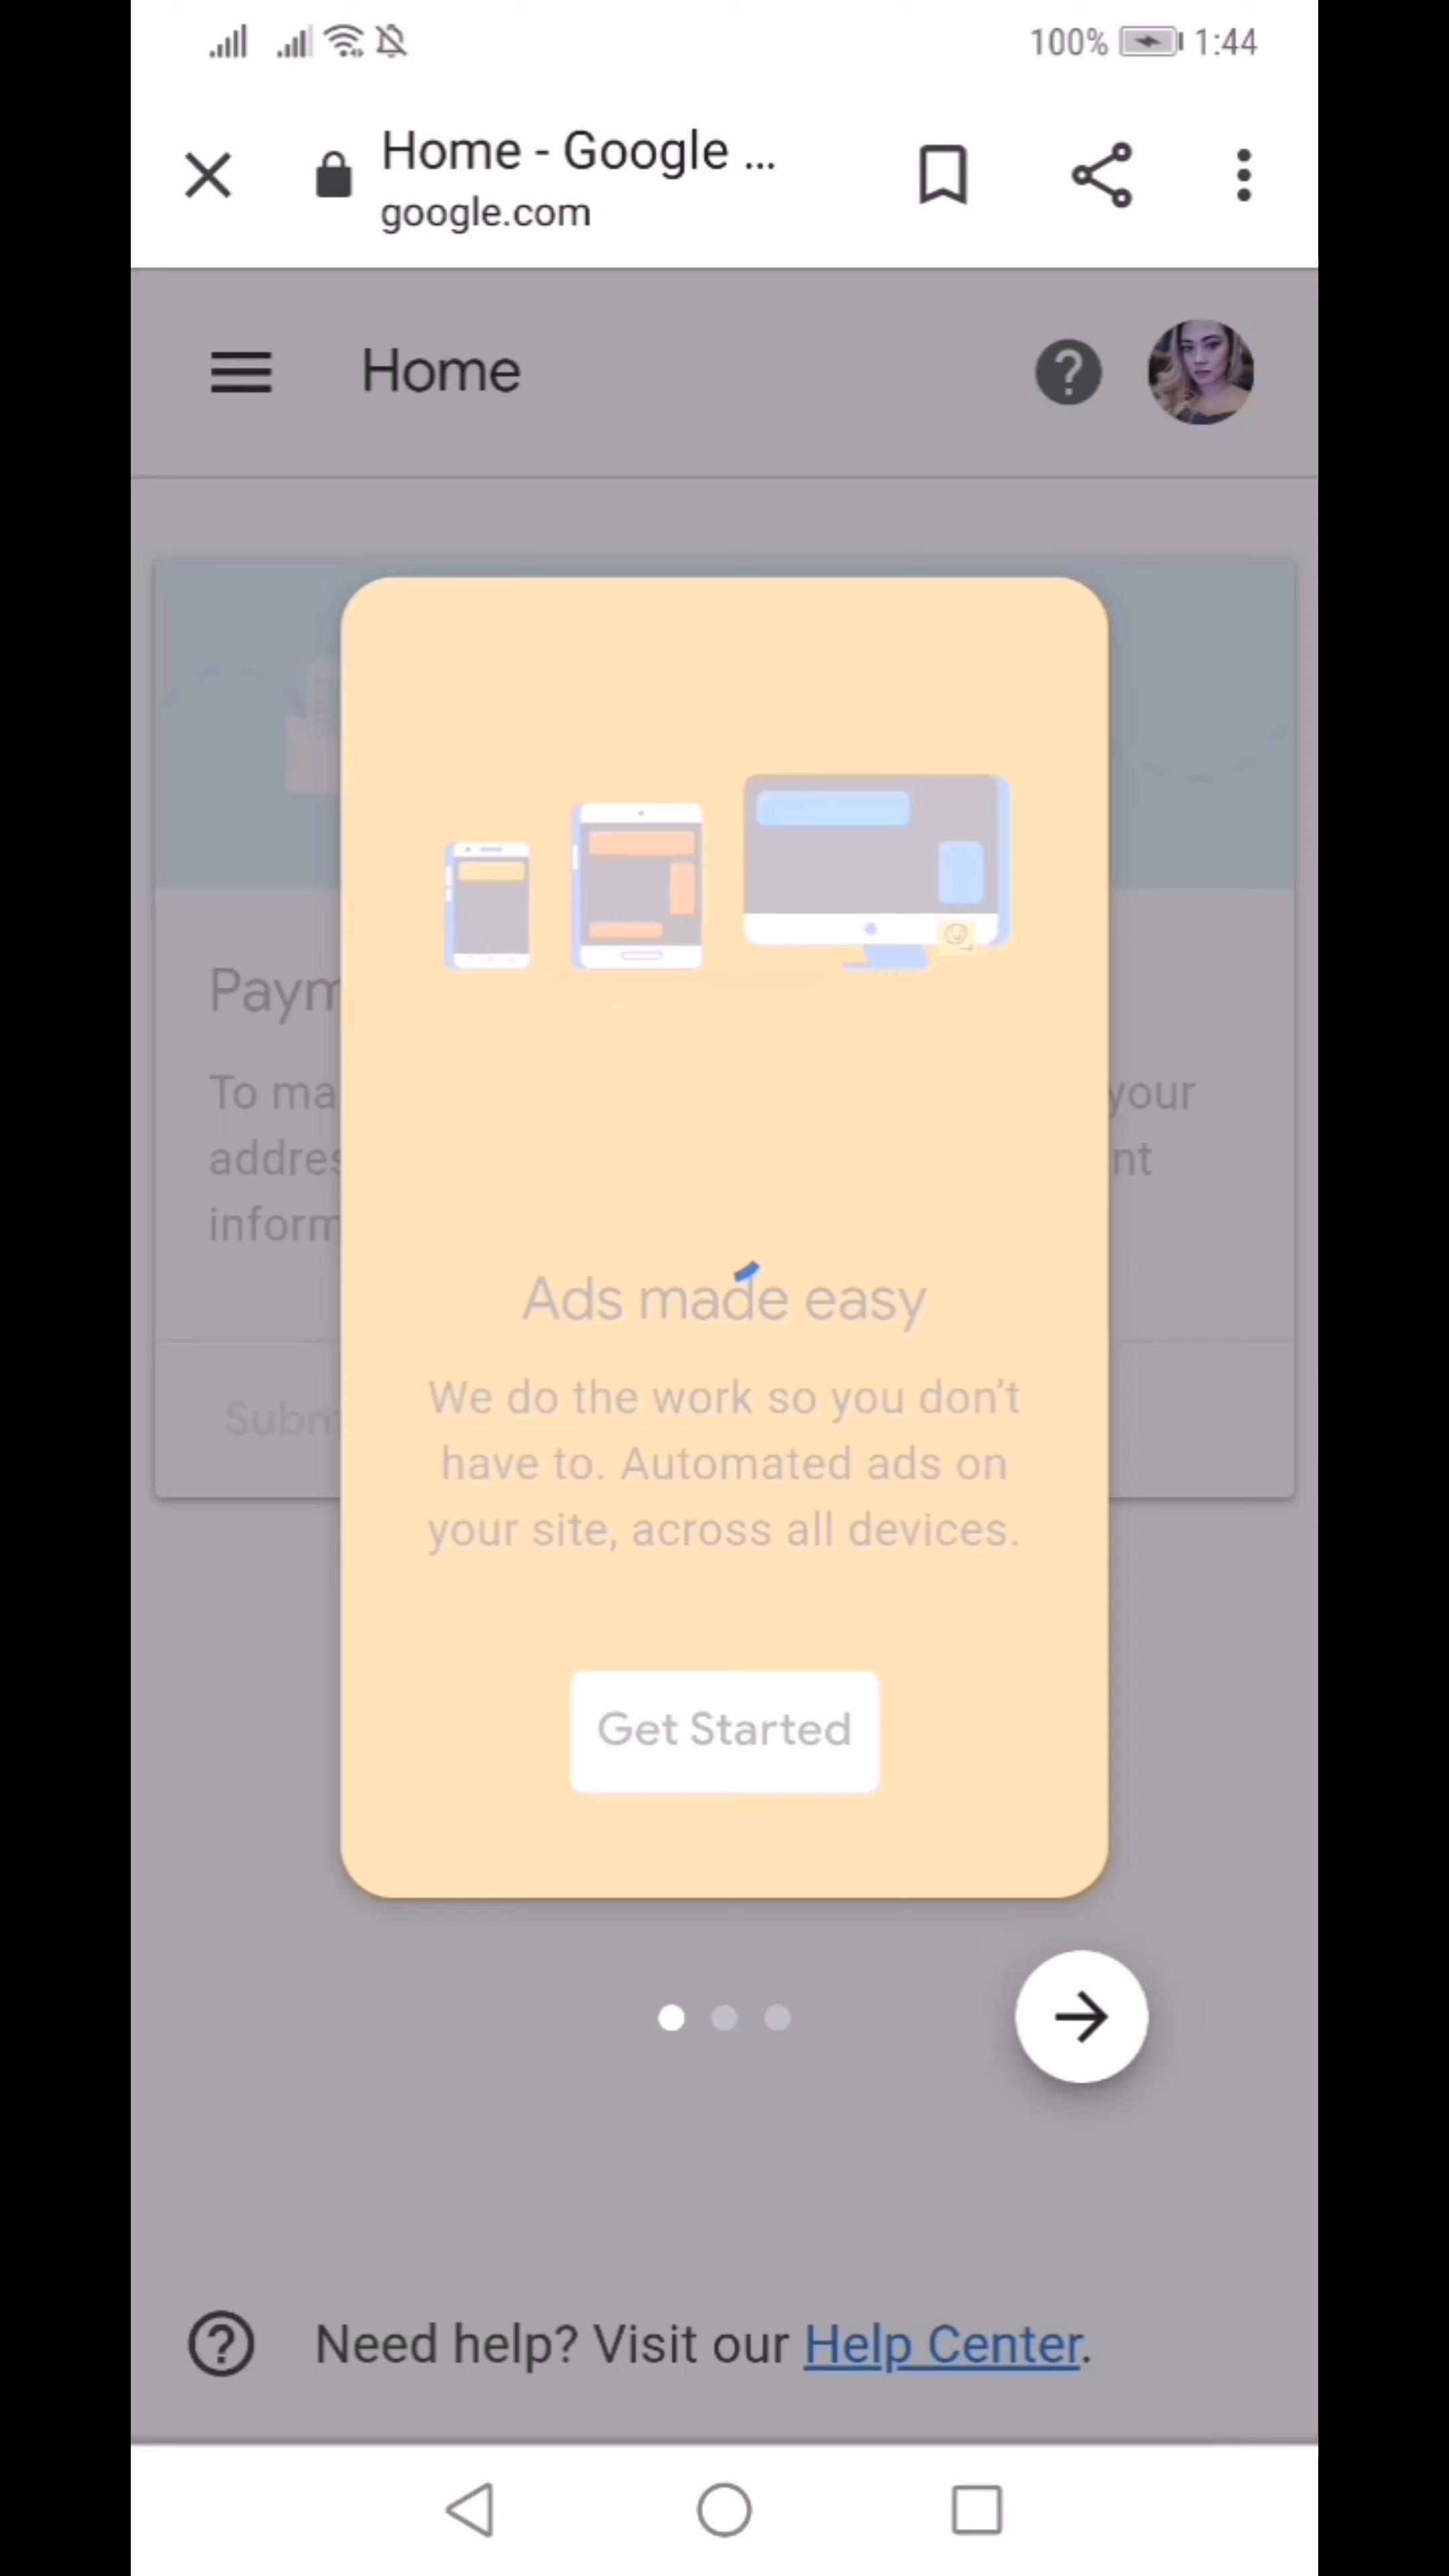 100% 1:44
Home - Google ...
google.com
Home
Paym
To ma your
addres nt
inform
Ads made easy
We do the work so you don't
have to. Automated ads on
your site, across all devices.
Subm
Get Started
Need help? Visit our Help Center.